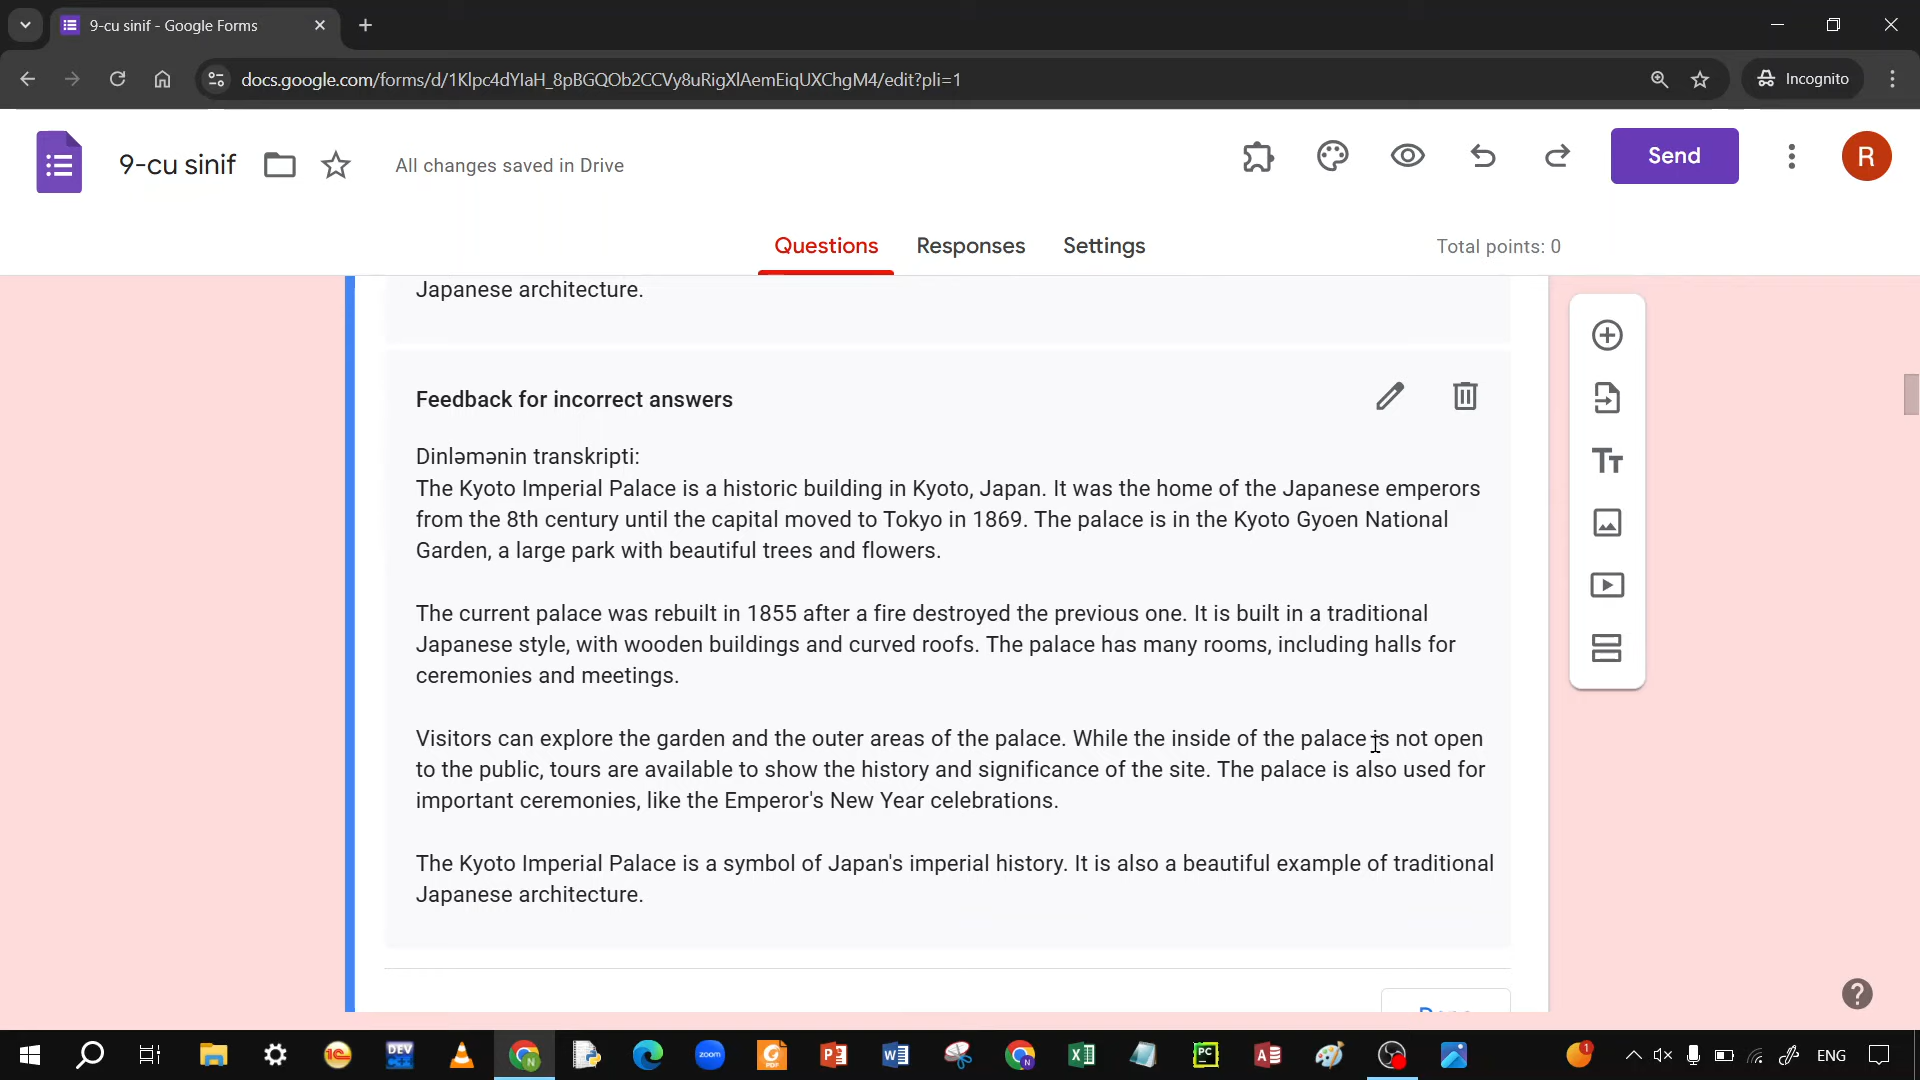 9-cu sinif - Google Forms
docs.google.com/forms/d/1Klpc4dYIaH_8pBGQOb2CCVy8uRigXlAemEiqUXChgM4/edit?pli=1
Incognito
9-cu sinif
All changes saved in Drive
Send
R
Questions
Responses
Settings
Total points: 0
Japanese architecture.
Feedback for incorrect answers
Dinləmənin transkripti:
The Kyoto Imperial Palace is a historic building in Kyoto, Japan. It was the home of the Japanese emperors
from the 8th century until the capital moved to Tokyo in 1869. The palace is in the Kyoto Gyoen National
Garden, a large park with beautiful trees and flowers.
The current palace was rebuilt in 1855 after a fire destroyed the previous one. It is built in a traditional
Japanese style, with wooden buildings and curved roofs. The palace has many rooms, including halls for
ceremonies and meetings.
Visitors can explore the garden and the outer areas of the palace. While the inside of the palace is not open
to the public, tours are available to show the history and significance of the site. The palace is also used for
important ceremonies, like the Emperor's New Year celebrations.
The Kyoto Imperial Palace is a symbol of Japan's imperial history. It is also a beautiful example of traditional
Japanese architecture.
ENG